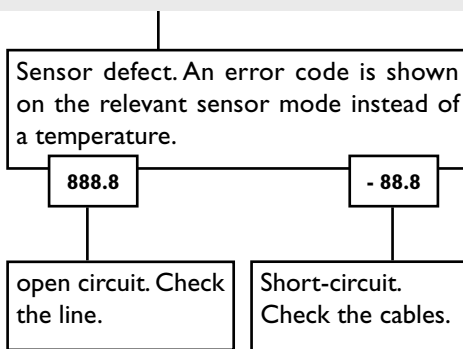 Sensor defect. An error code is shown
on the relevant sensor mode instead of
a temperature.
888.8
- 88.8
open circuit. Check
the line.
Short-circuit.
Check the cables.